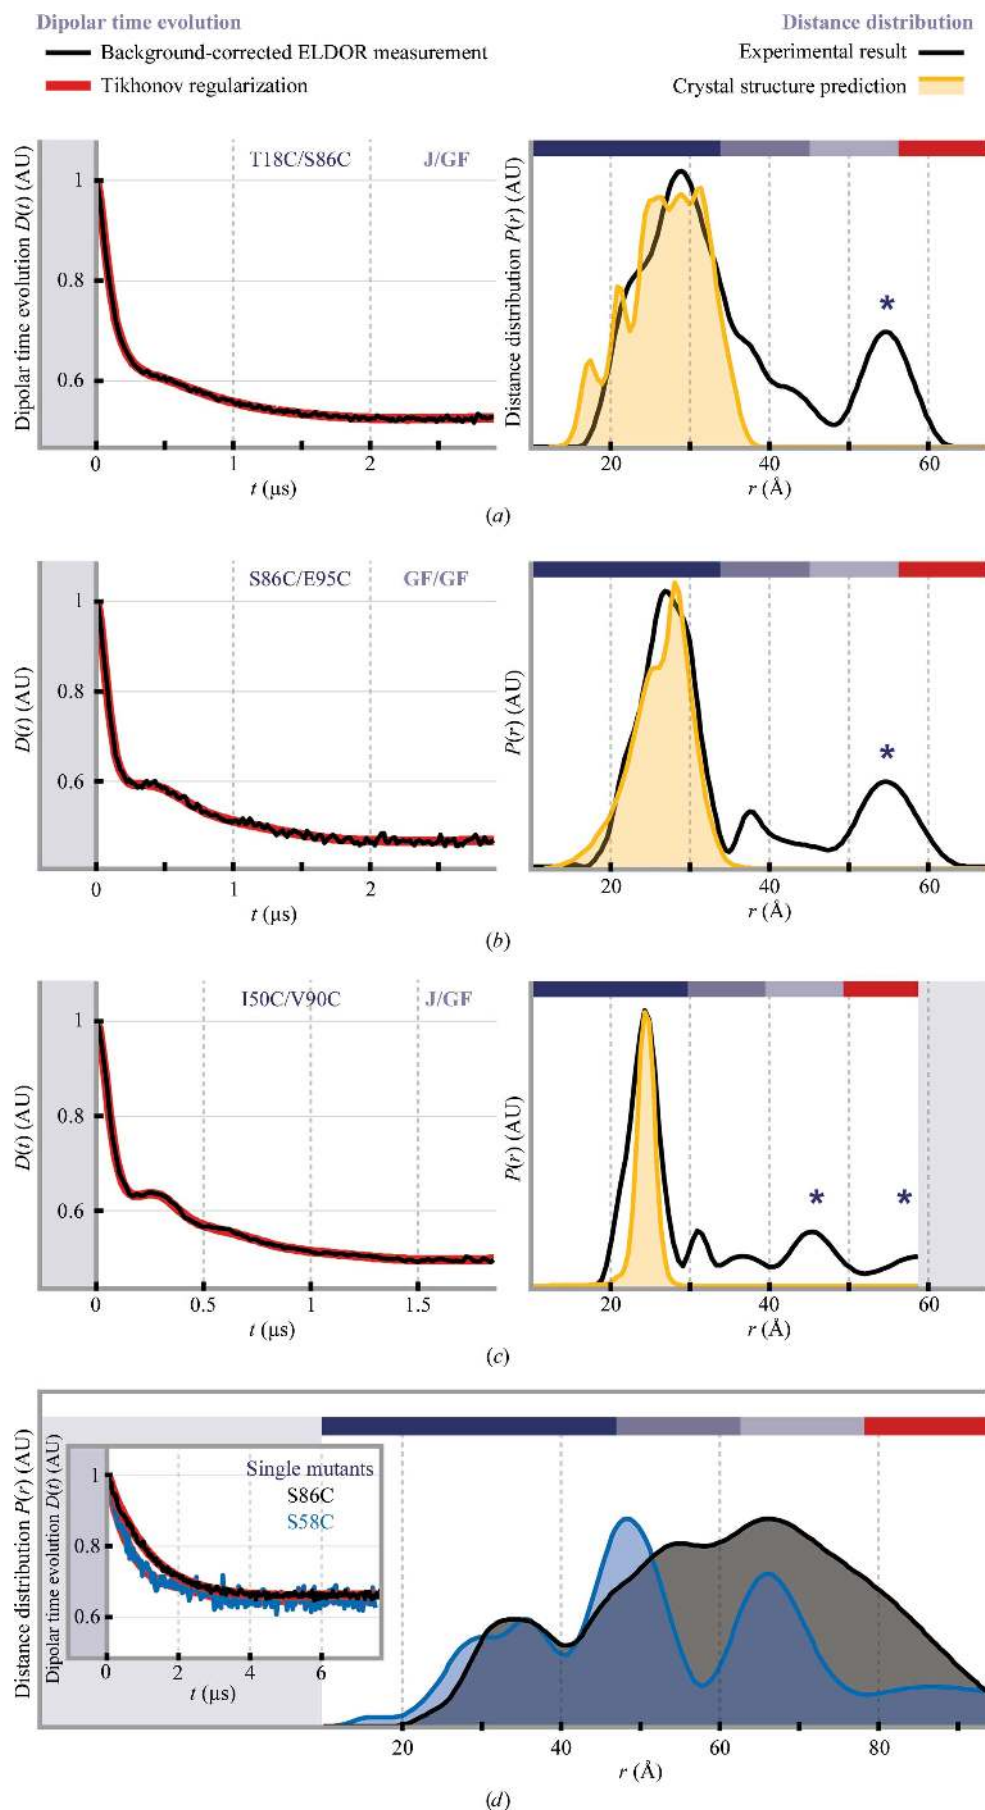 Dipolar time evolution
Distance distribution
Background-corrected ELDOR measurement
Experimental result
Tikhonov regularization
Crystal structure prediction
Dipolar time evolution D(t) (AU)
T18C/S86C J/GF
1
0.8
0.6
0 1 2
t (µs)
Distance distribution P(r) (AU)
*
20 40 60
r (Å)
(a)
D(t) (AU)
S86C/E95C GF/GF
1
0.8
0.6
0 1 2
t (µs)
P(r) (AU)
*
20 40 60
r (Å)
(b)
D(t) (AU)
I50C/V90C J/GF
1
0.8
0.6
0 0.5 1 1.5
t (µs)
P(r) (AU)
* *
20 40 60
r (Å)
(c)
Distance distribution P(r) (AU)
Dipolar time evolution D(t) (AU)
Single mutants
S86C
S58C
1
0.8
0.6
0 2 4 6
t (µs)
20 40 60 80
r (Å)
(d)